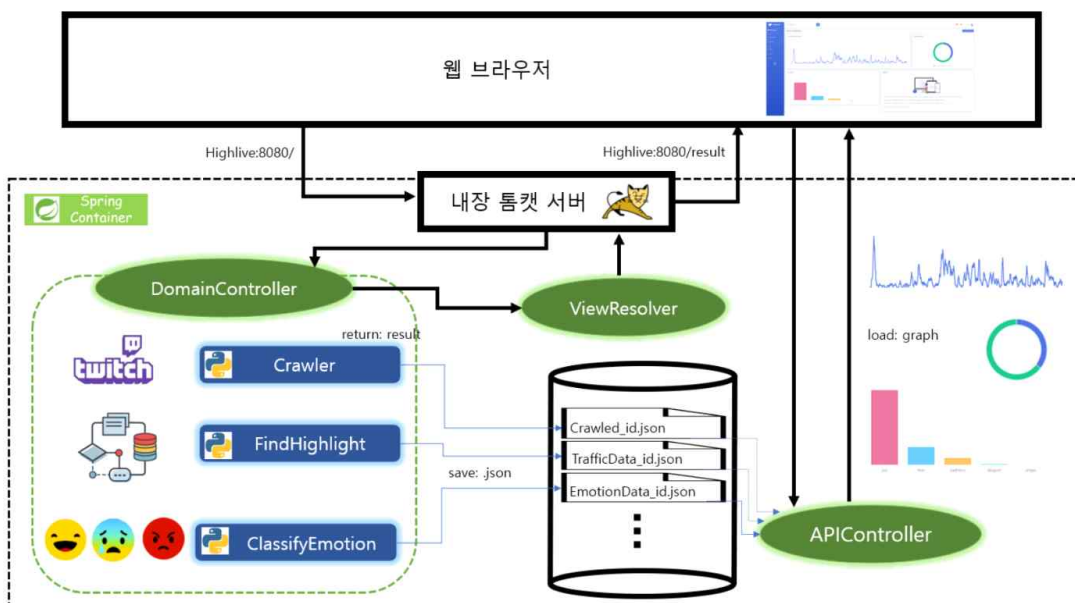 웹 브라우저
Highlive:8080/
Highlive:8080/result
Spring
Container
내장 톰캣 서버
DomainController
ViewResolver
return: result
load: graph
twitch
Crawler
Crawled_id.json
FindHighlight
TrafficData_id.json
save: .json
EmotionData_id.json
ClassifyEmotion
APIController